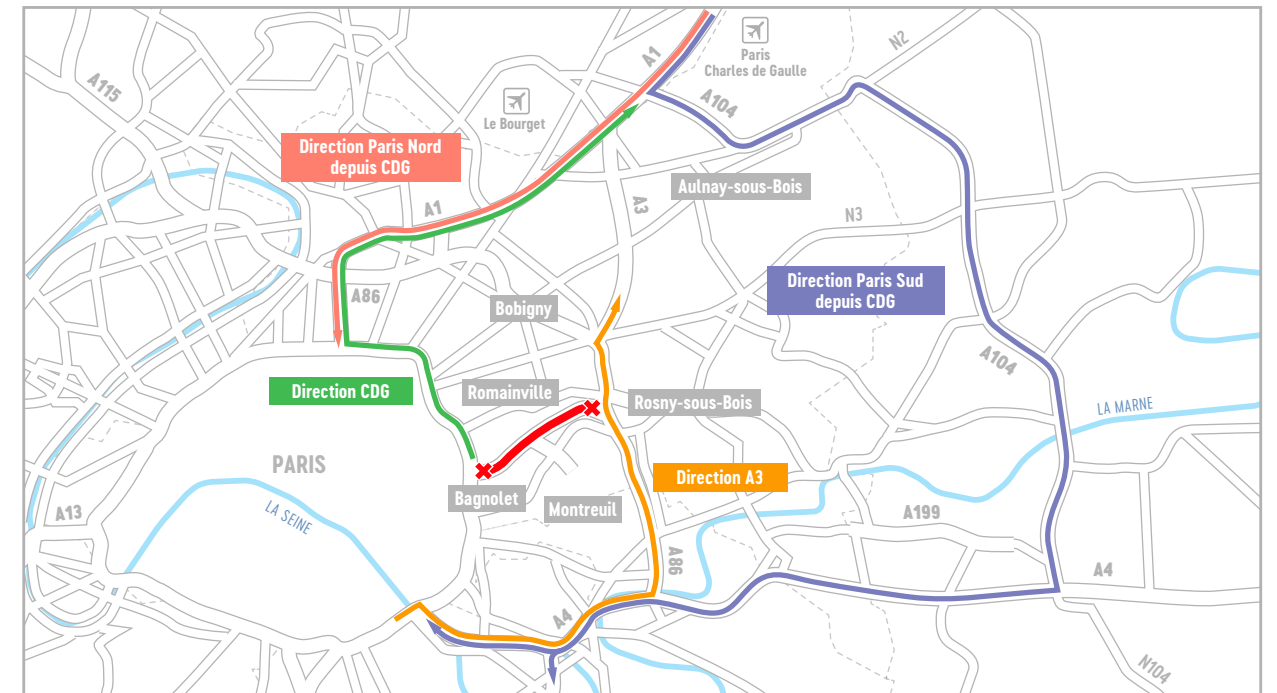 A1
Paris
Charles de Gaulle
N2
A115
A104
Le Bourget
Direction Paris Nord
depuis CDG
Aulnay-sous-Bois
A1
A3
N3
Direction Paris Sud
depuis CDG
A86
Bobigny
A104
Direction CDG
Romainville
Rosny-sous-Bois
LA MARNE
PARIS
Direction A3
Bagnolet
Montreuil
LA SEINE
A13
A199
A86
A4
A4
N104